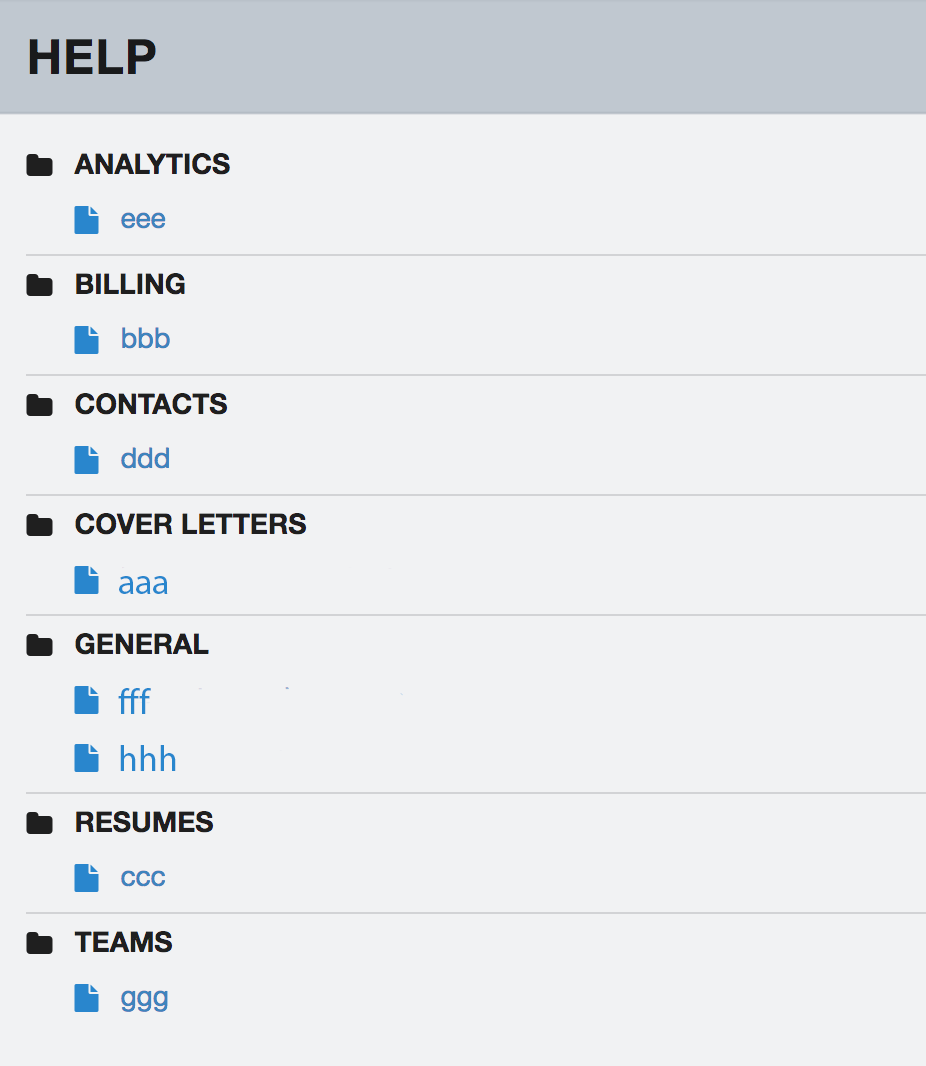 HELP
ANALYTICS
eee
BILLING
bbb
CONTACTS
ddd
COVER LETTERS
aaa
GENERAL
fff
hhh
RESUMES
ccc
TEAMS
ggg